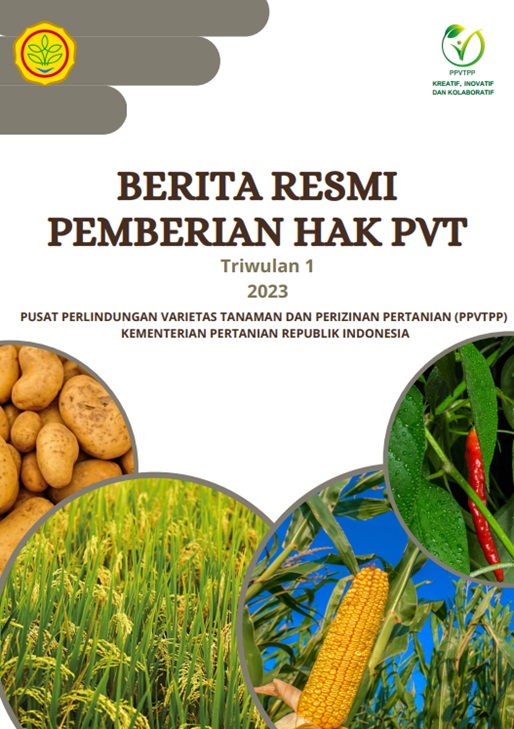 PPVTPP
KREATIF, INOVATIF
DAN KOLABORATIF
BERITA RESMI
PEMBERIAN HAK PVT
Triwulan 1
2023
PUSAT PERLINDUNGAN VARIETAS TANAMAN DAN PERIZINAN PERTANIAN (PPVTPP)
KEMENTERIAN PERTANIAN REPUBLIK INDONESIA